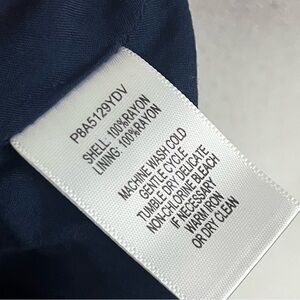 P8A5129YDV
SHELL: 100%RAYON
LINING: 100%RAYON
MACHINE WASH COLD
GENTLE CYCLE
TUMBLE DRY DELICATE
NON-CHLORINE BLEACH
IF NECESSARY
WARM IRON
OR DRY CLEAN